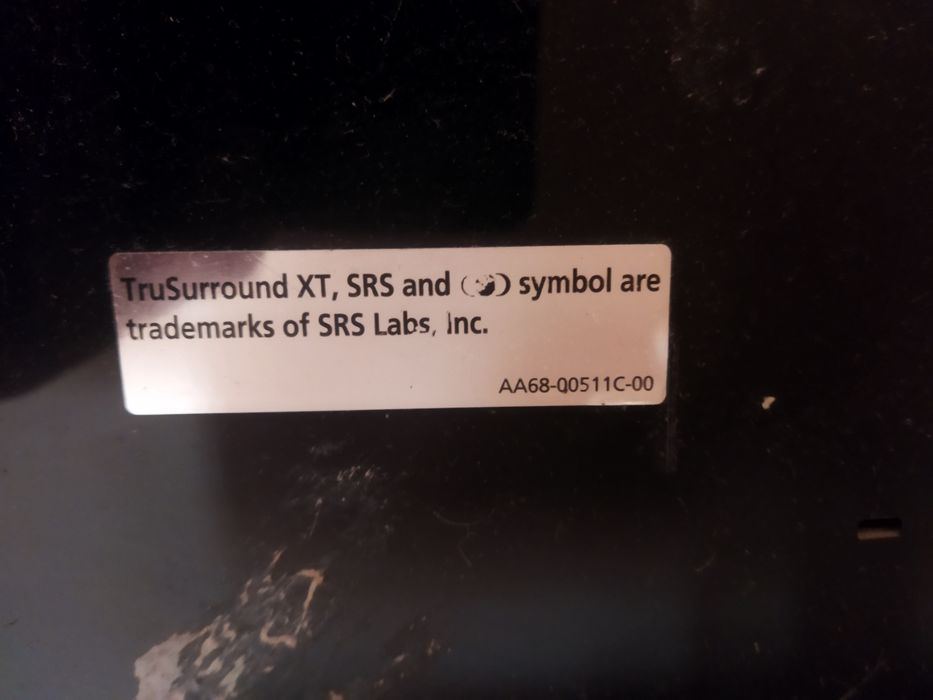 TruSurround XT, SRS and (●) symbol are
trademarks of SRS Labs, Inc.
AA68-00511C-00